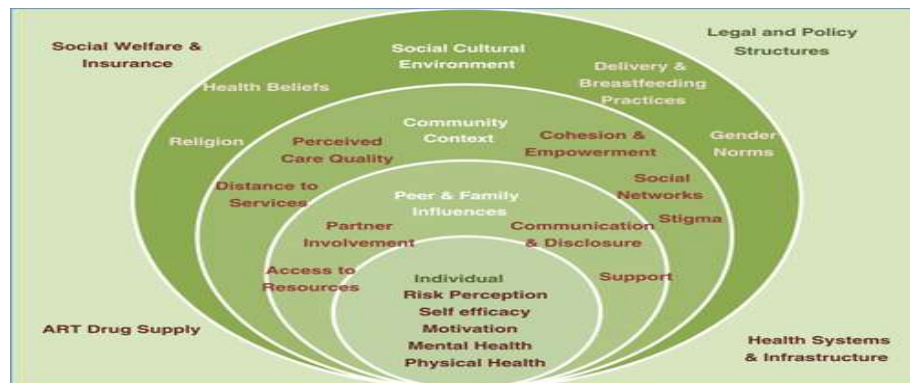 Social Welfare &
Insurance
Legal and Policy
Structures
Social Cultural
Environment
Health Beliefs
Delivery &
Breastfeeding
Practices
Religion
Gender
Norms
Community
Context
Perceived
Care Quality
Cohesion &
Empowerment
Distance to
Services
Social
Networks
Stigma
Peer & Family
Influences
Partner
Involvement
Communication
& Disclosure
Access to
Resources
Support
Individual
Risk Perception
Self efficacy
Motivation
Mental Health
Physical Health
ART Drug Supply
Health Systems
& Infrastructure